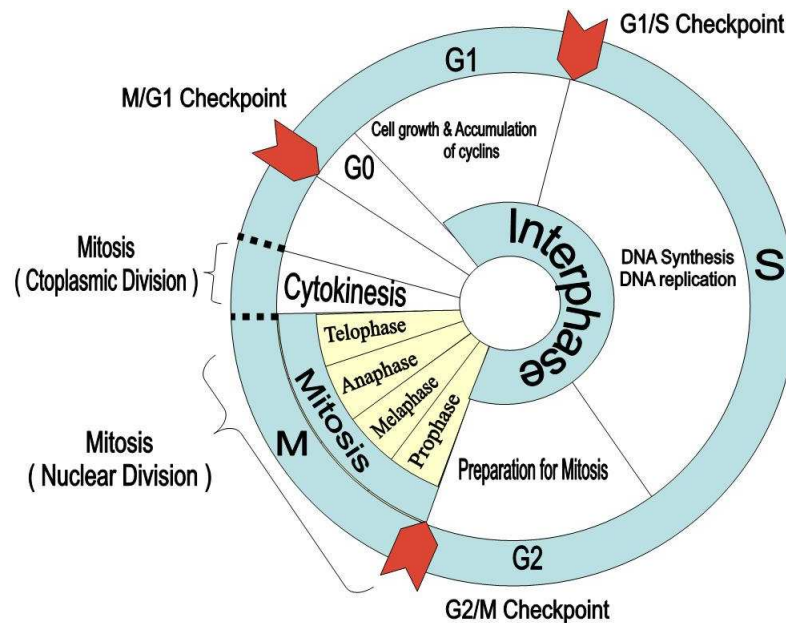 G1/S Checkpoint
G1
M/G1 Checkpoint
Cell growth & Accumulation
of cyclins
G0
Interphase
DNA Synthesis
DNA replication
S
Mitosis
( Ctoplasmic Division )
Cytokinesis
Telophase
Anaphase
Melaphase
Prophase
Mitosis
M
Mitosis
( Nuclear Division )
Preparation for Mitosis
G2
G2/M Checkpoint